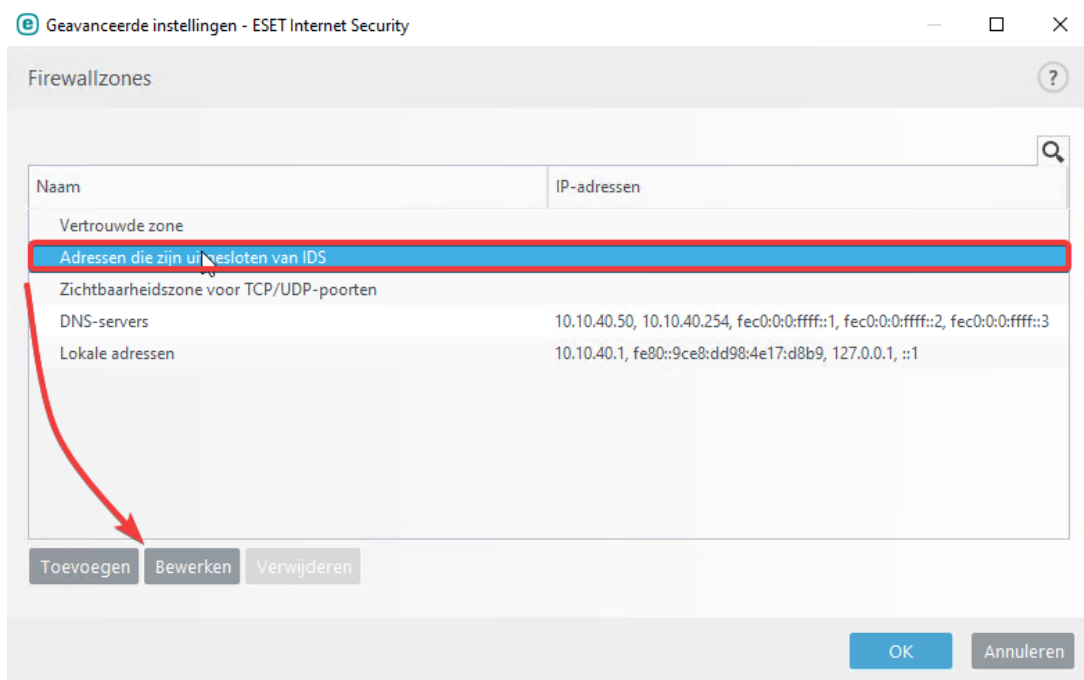 Geavanceerde instellingen - ESET Internet Security
Firewallzones
?
Naam IP-adressen
Vertrouwde zone
Adressen die zijn uitgesloten van IDS
Zichtbaarheidszone voor TCP/UDP-poorten
DNS-servers 10.10.40.50, 10.10.40.254, fec0:0:0:ffff::1, fec0:0:0:ffff::2, fec0:0:0:ffff::3
Lokale adressen 10.10.40.1, fe80::9ce8:dd98:4e17:d8b9, 127.0.0.1, ::1
Toevoegen Bewerken Verwijderen
OK Annuleren